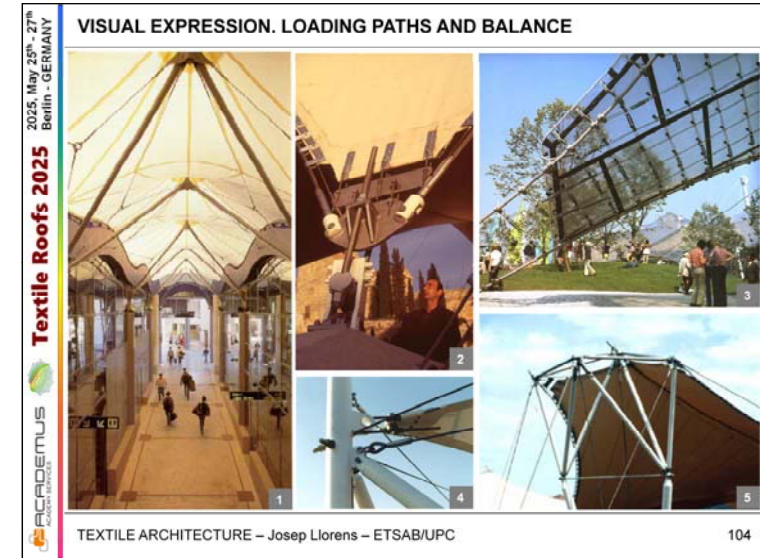 VISUAL EXPRESSION. LOADING PATHS AND BALANCE
2025, May 25th - 27th
Berlin - GERMANY
Textile Roofs 2025
ACADEMUS
ACADEMY SERVICES
1
2
3
4
5
TEXTILE ARCHITECTURE – Josep Llorens – ETSAB/UPC
104